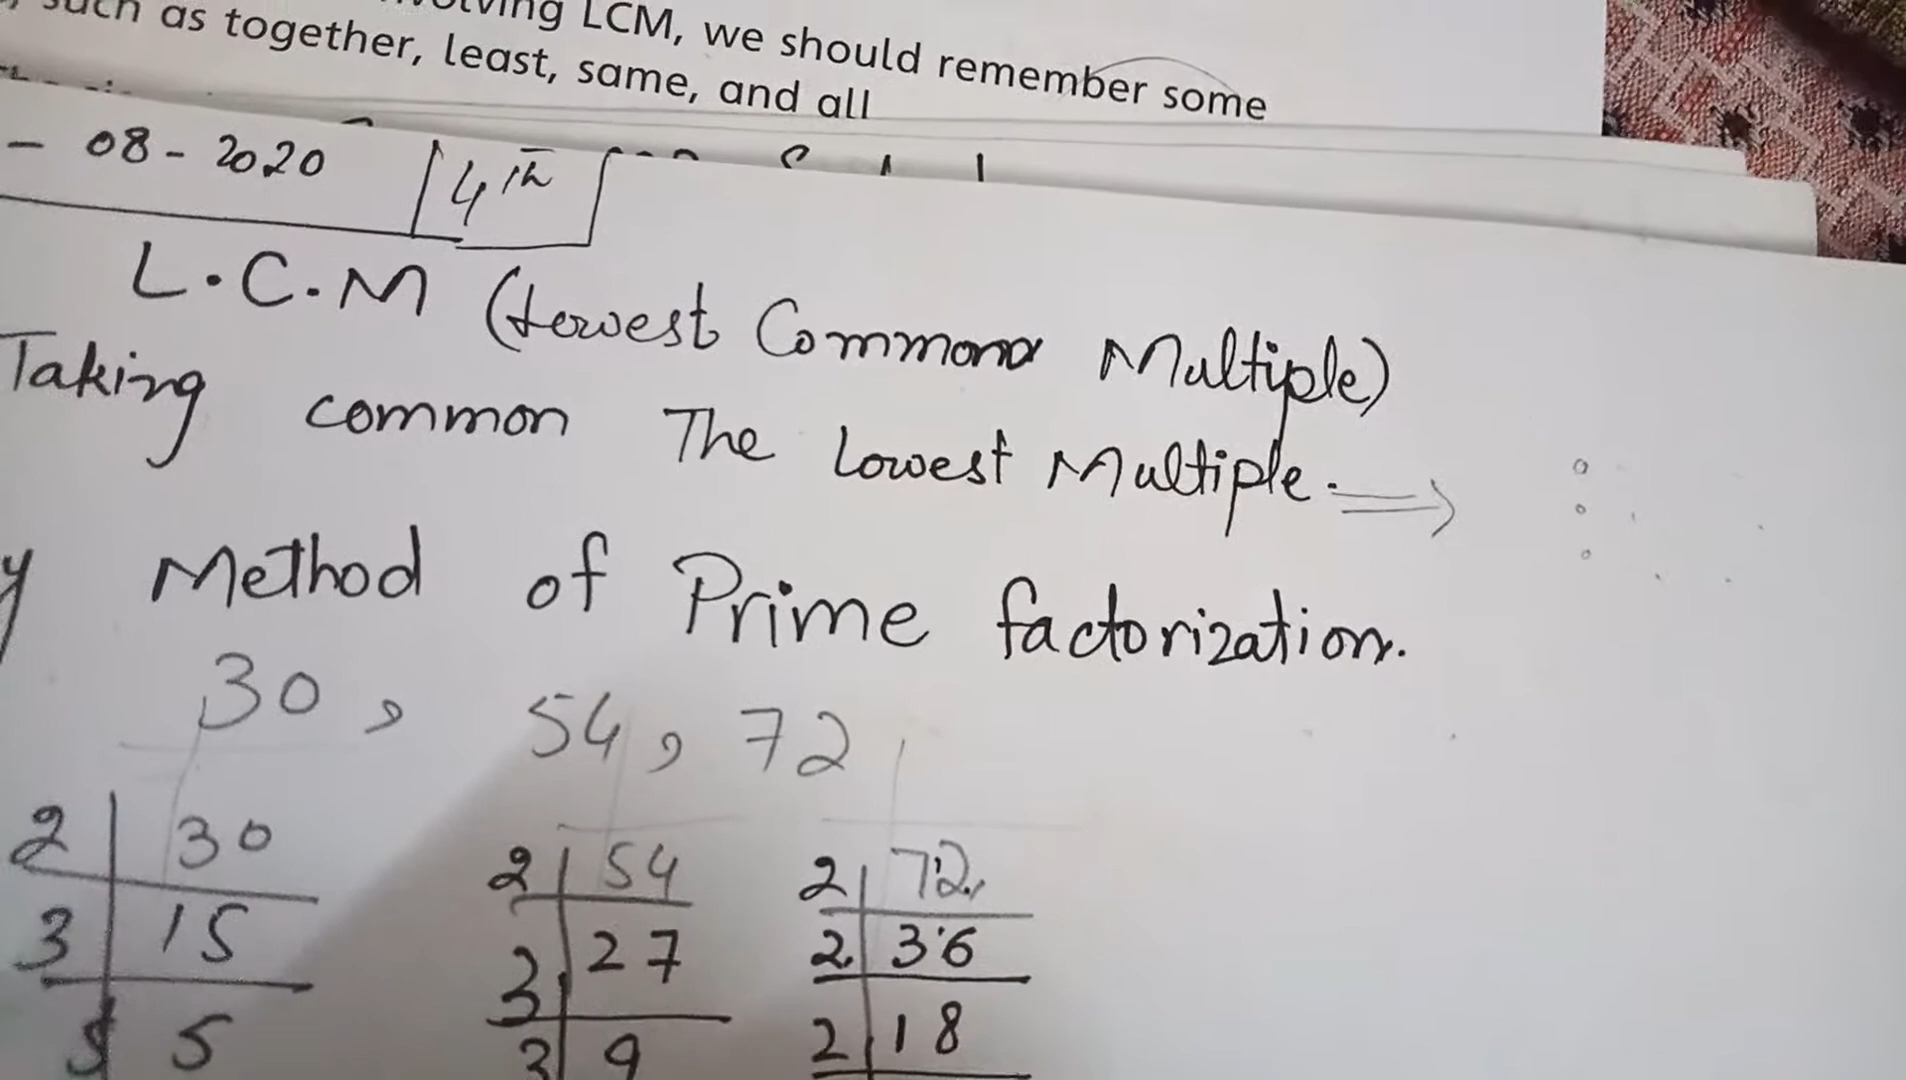 olving LCM, we should remember some
such as together, least, same, and all
- 08-2020 4th
L.C.M (Lowest Common Multiple)
Taking common The Lowest Multiple. ⇒
y Method of Prime factorization.
30, 54, 72
2 | 30
3 | 15
5 | 5
2 | 54
3 | 27
3 | 9
2 | 72
2 | 36
2 | 18